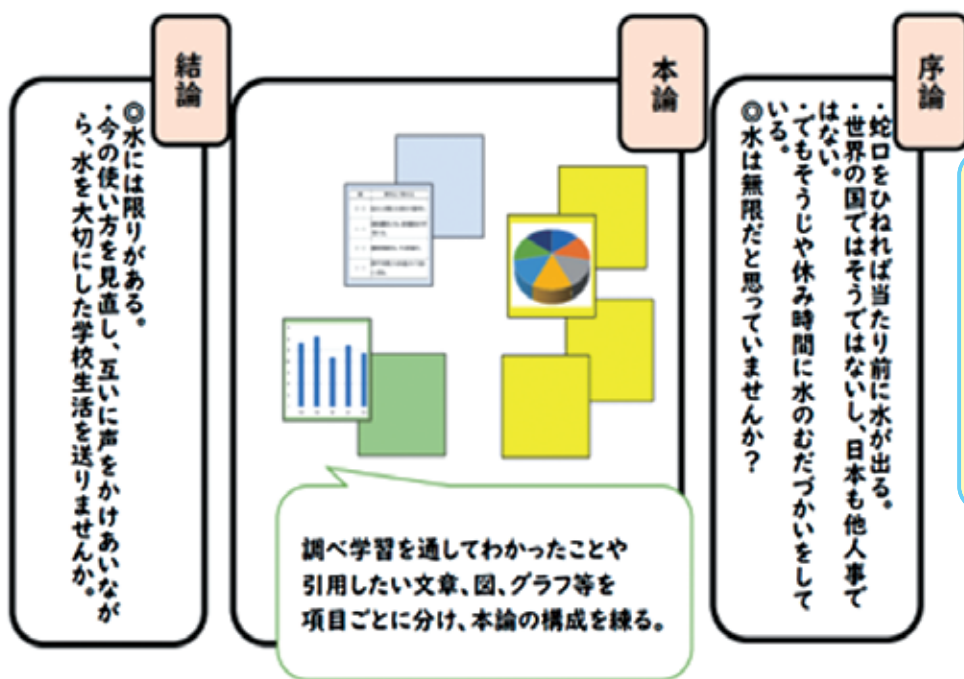 序論
・蛇口をひねれば当たり前に水が出る。
・世界の国ではそうではないし、日本も他人事で
はない。
・でもそうじや休み時間に水のむだづかいをして
いる。
◎水は無限だと思っていませんか?
本論
調べ学習を通してわかったことや
引用したい文章、図、グラフ等を
項目ごとに分け、本論の構成を練る。
結論
◎水には限りがある。
・今の使い方を見直し、互いに声をかけあいなが
ら、水を大切にした学校生活を送りませんか。